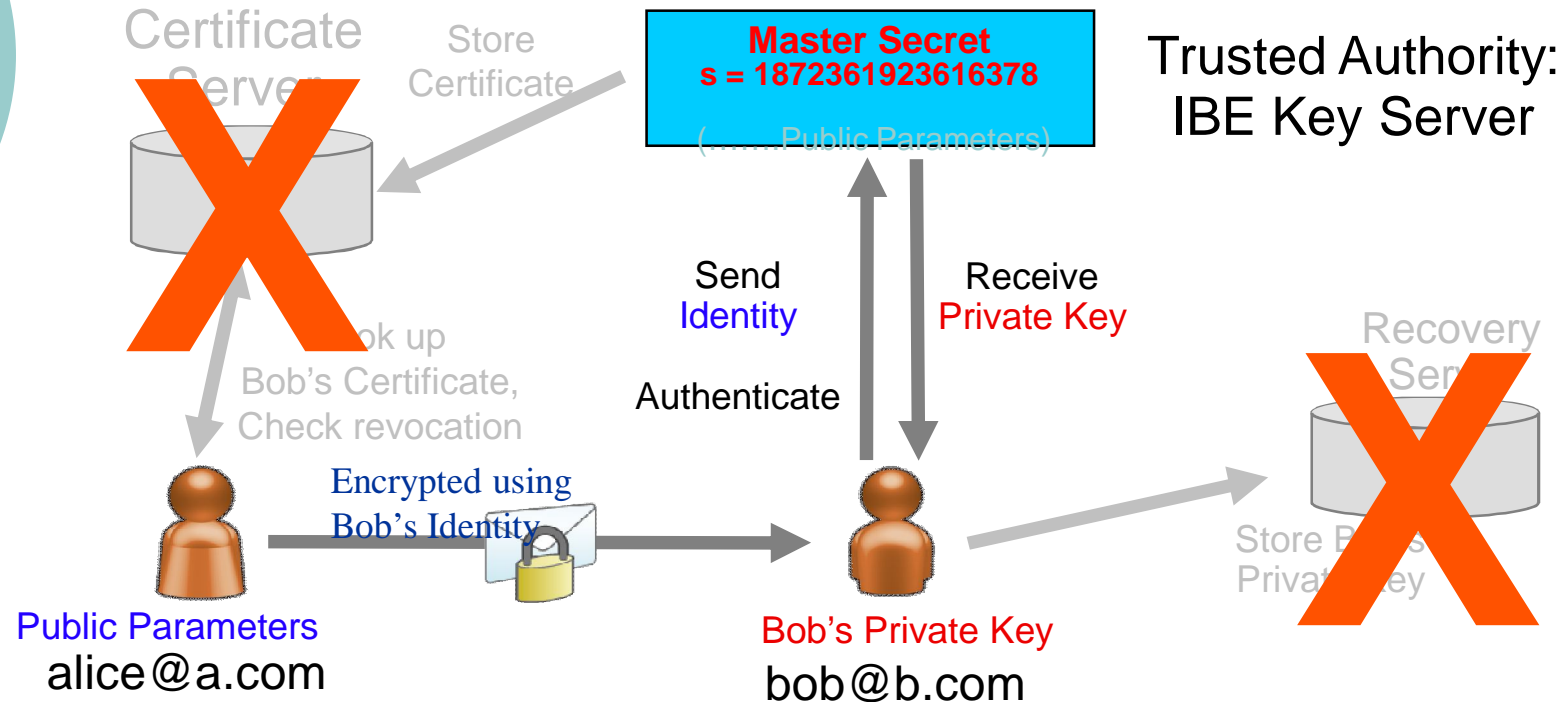 Certificate
Server
Store
Certificate
Master Secret
s = 1872361923616378
(…….Public Parameters)
Trusted Authority:
IBE Key Server
Send
Identity
Authenticate
Receive
Private Key
up
Bob's Certificate,
Check revocation
Recovery
Encrypted using
Bob's Identity
Store
Public Parameters
alice@a.com
Bob's Private Key
bob@b.com